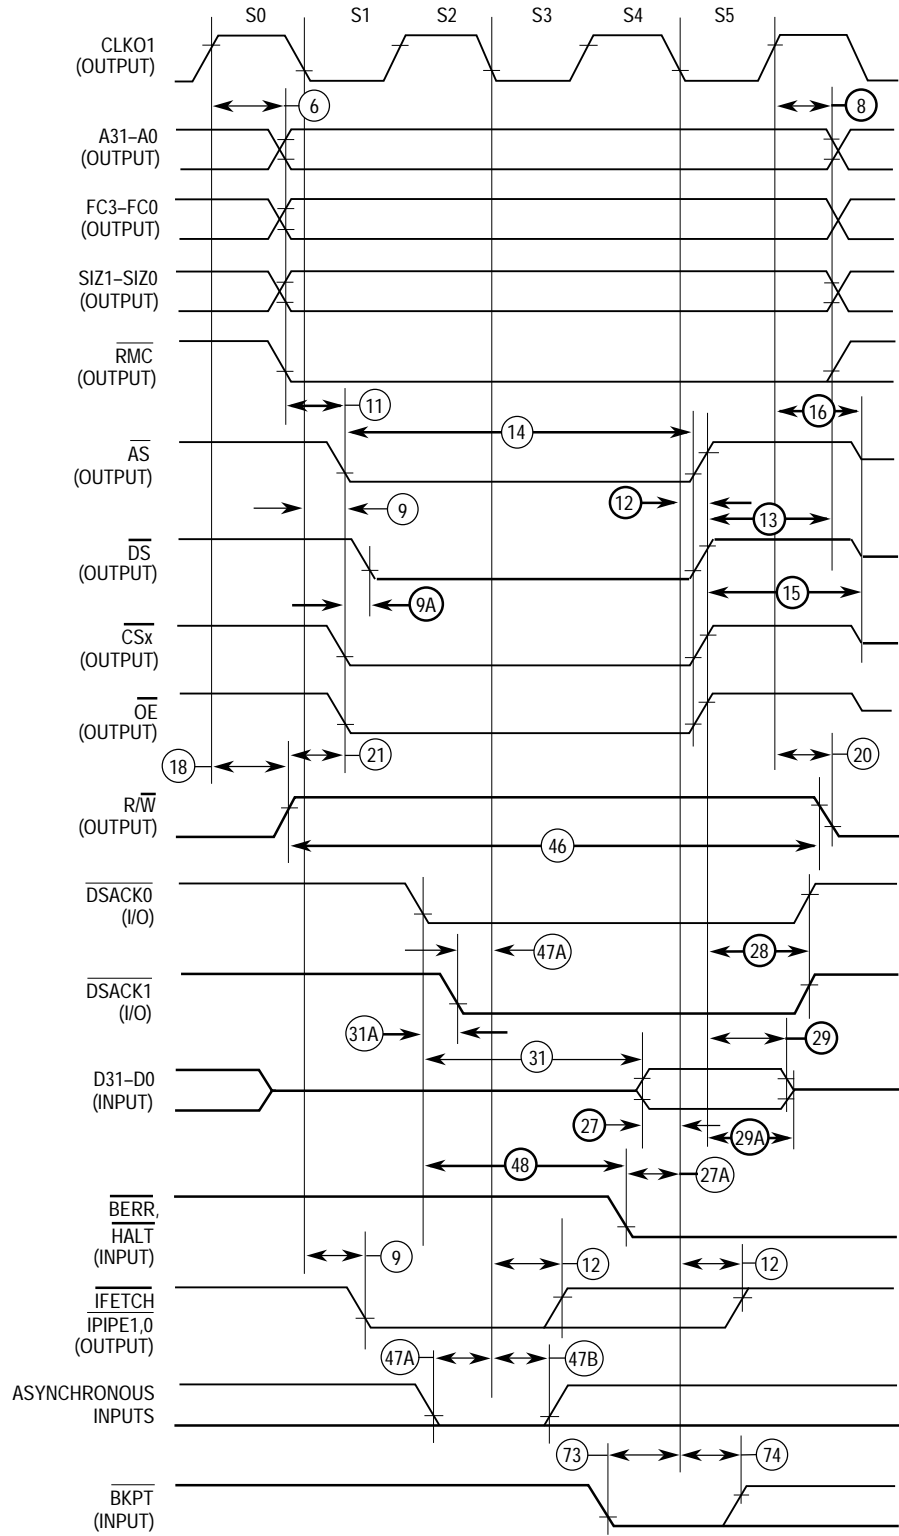 S0 S1 S2 S3 S4 S5
CLKO1
(OUTPUT)
6 8
A31–A0
(OUTPUT)
FC3–FC0
(OUTPUT)
SIZ1–SIZ0
(OUTPUT)
RMC
(OUTPUT)
11 16
14
AS
(OUTPUT)
9 12
13
DS
(OUTPUT)
9A 15
CSx
(OUTPUT)
OE
(OUTPUT)
18 21 20
R/W
(OUTPUT)
46
DSACK0
(I/O)
47A 28
DSACK1
(I/O)
31A 29
31
D31–D0
(INPUT)
27 29A
48 27A
BERR,
HALT
(INPUT)
9 12 12
IFETCH
IPIPE1,0
(OUTPUT)
47A 47B
ASYNCHRONOUS
INPUTS
73 74
BKPT
(INPUT)